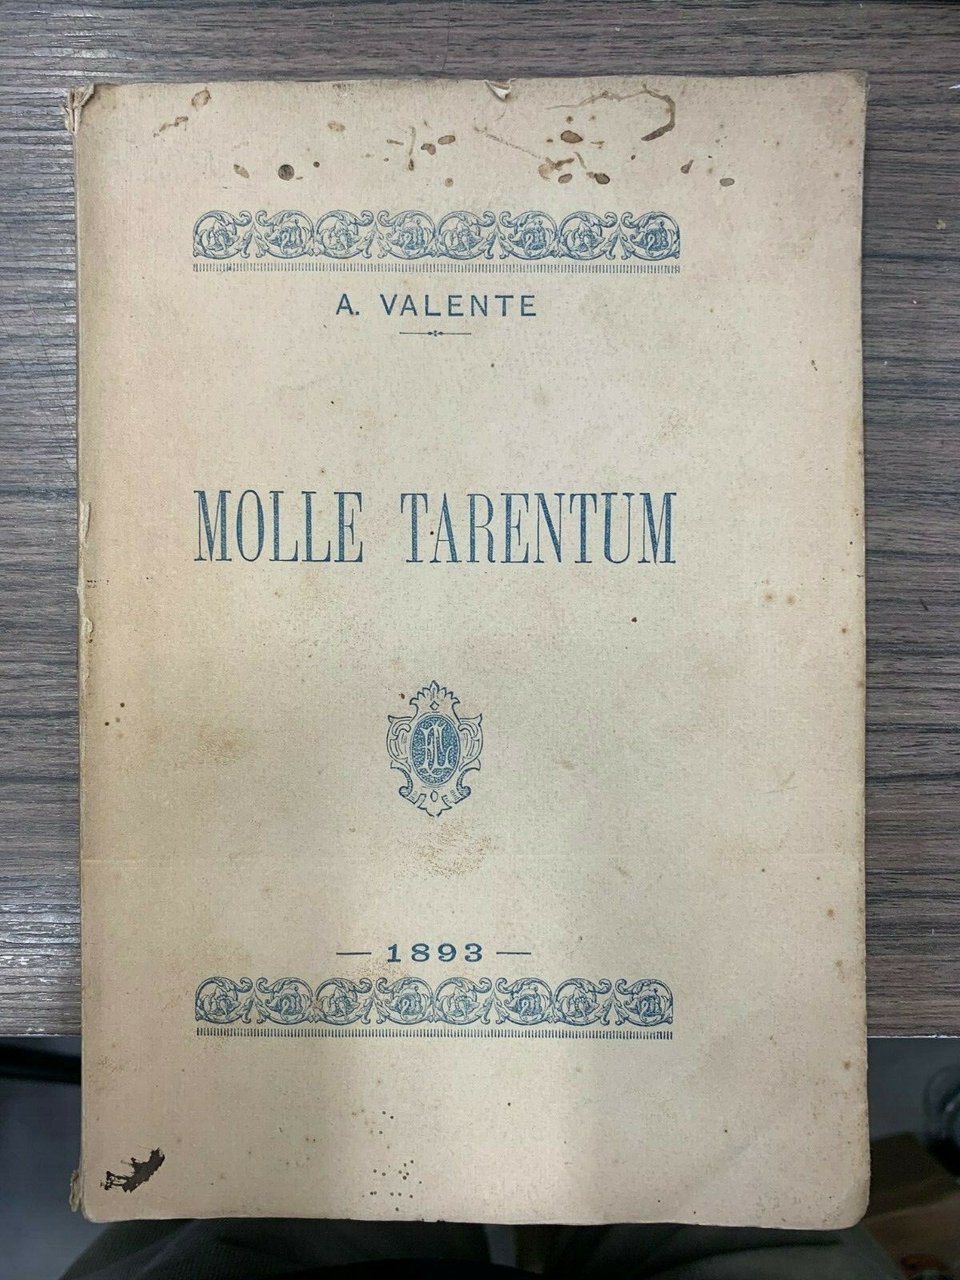 A. VALENTE
MOLLE TARENTUM
— 1893 —